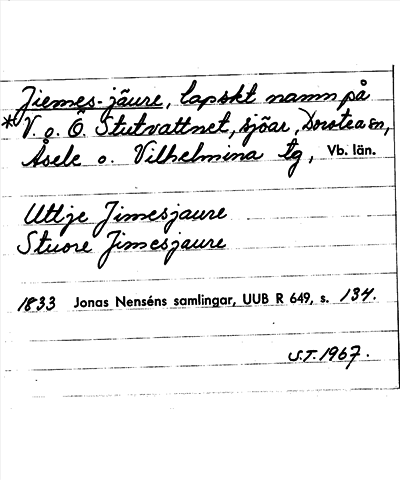 Jiemes-jäure, lapskt namn på
*V. o. Ö. Stutvattnet, sjöar, Dorotea sn,
Åsele o. Vilhelmina tg, Vb. län.
Uttje Jimesjaure
Stuore Jimesjaure
1833 Jonas Nenséns samlingar, UUB R 649, s. 134.
U.T. 1967.